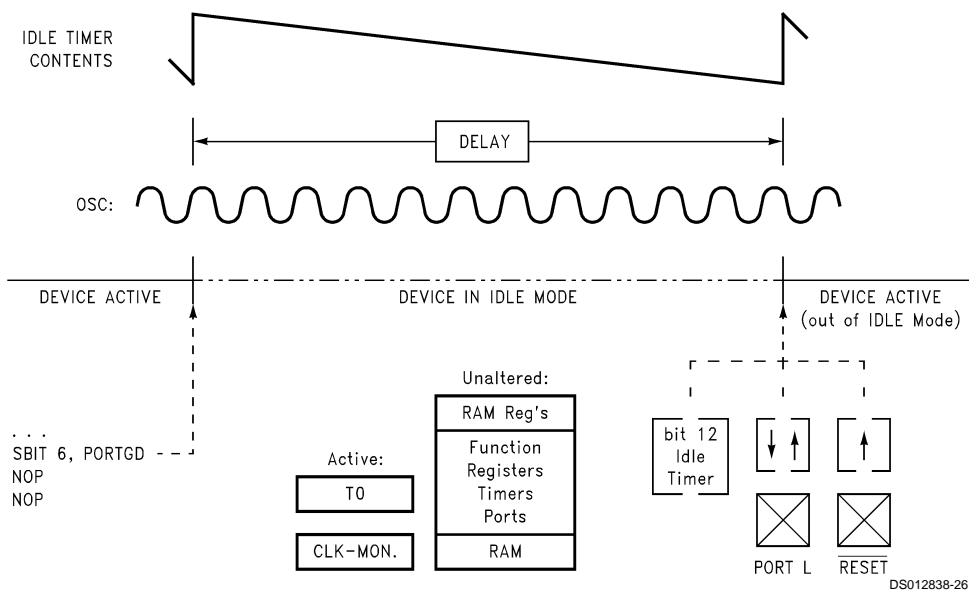 IDLE TIMER
CONTENTS
DELAY
OSC:
DEVICE ACTIVE
DEVICE IN IDLE MODE
DEVICE ACTIVE
(out of IDLE Mode)
. . .
SBIT 6, PORTGD
NOP
NOP
Active:
T0
CLK-MON.
Unaltered:
RAM Reg's
Function
Registers
Timers
Ports
RAM
bit 12
Idle
Timer
PORT L
RESET
DS012838-26